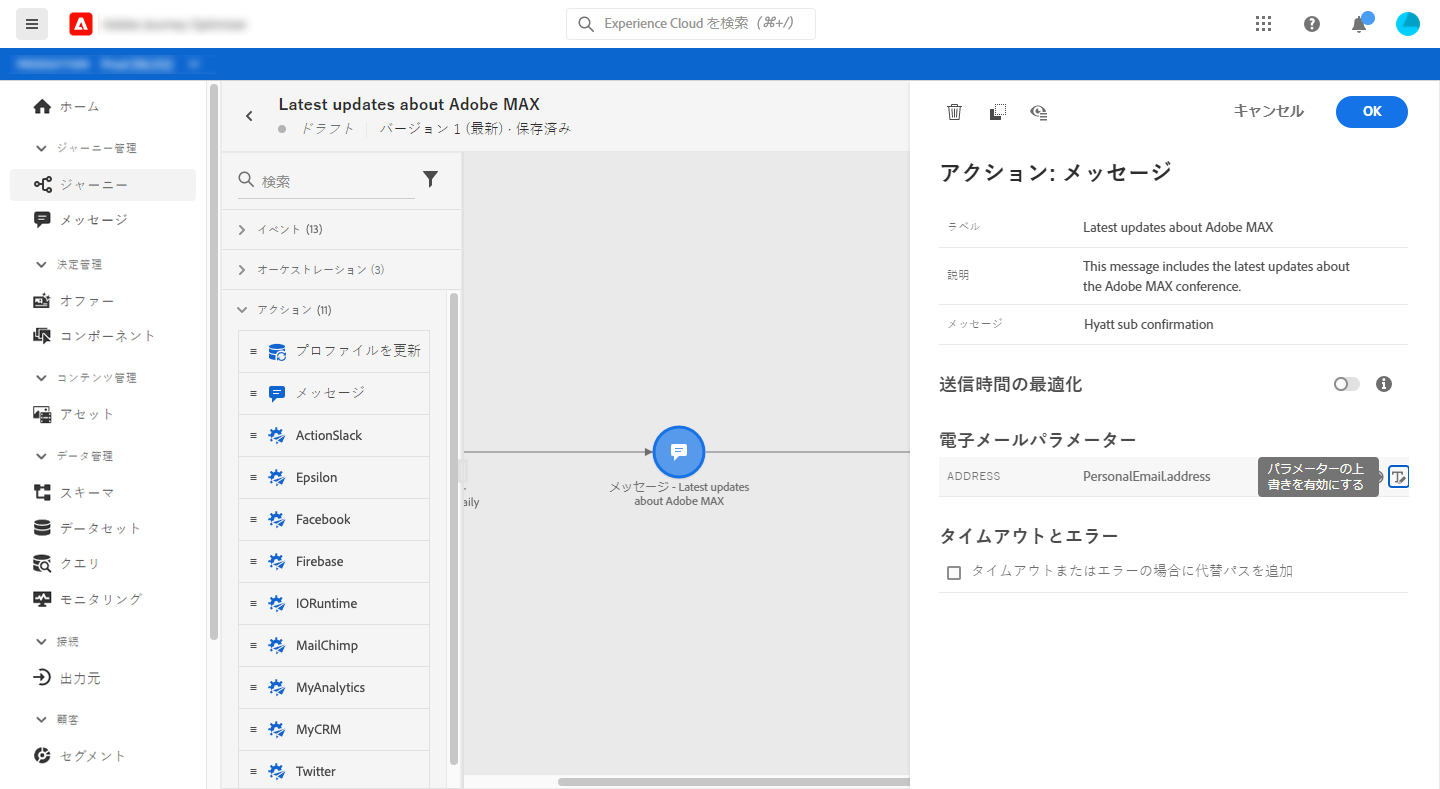 Experience Cloud を検索 (⌘+/)
ホーム
ジャーニー管理
ジャーニー
メッセージ
決定管理
オファー
コンポーネント
コンテンツ管理
アセット
データ管理
スキーマ
データセット
クエリ
モニタリング
接続
出力元
顧客
セグメント
Latest updates about Adobe MAX
ドラフト
バージョン 1 (最新) · 保存済み
検索
イベント (13)
オーケストレーション (3)
アクション (11)
プロファイルを更新
メッセージ
ActionSlack
Epsilon
Facebook
Firebase
IORuntime
MailChimp
MyAnalytics
MyCRM
Twitter
aily
メッセージ - Latest updates
about Adobe MAX
キャンセル
OK
アクション: メッセージ
ラベル
Latest updates about Adobe MAX
説明
This message includes the latest updates about
the Adobe MAX conference.
メッセージ
Hyatt sub confirmation
送信時間の最適化
電子メールパラメーター
ADDRESS
PersonalEmail.address
パラメーターの上
書きを有効にする
タイムアウトとエラー
タイムアウトまたはエラーの場合に代替パスを追加